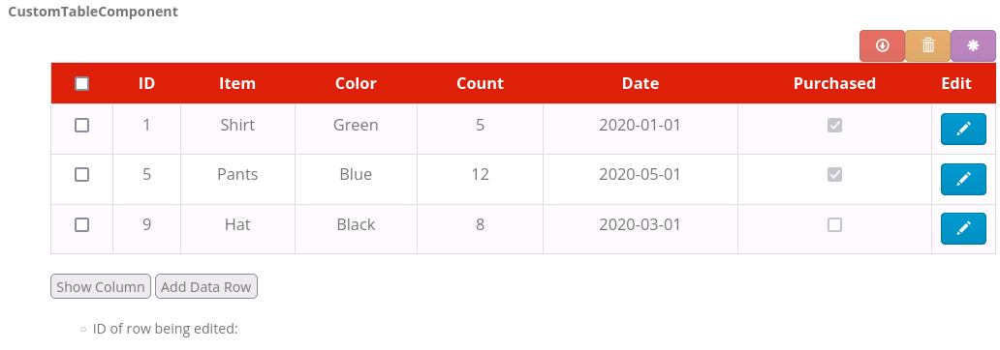 CustomTableComponent
ID Item Color Count Date Purchased Edit
1 Shirt Green 5 2020-01-01
5 Pants Blue 12 2020-05-01
9 Hat Black 8 2020-03-01
Show Column Add Data Row
ID of row being edited: